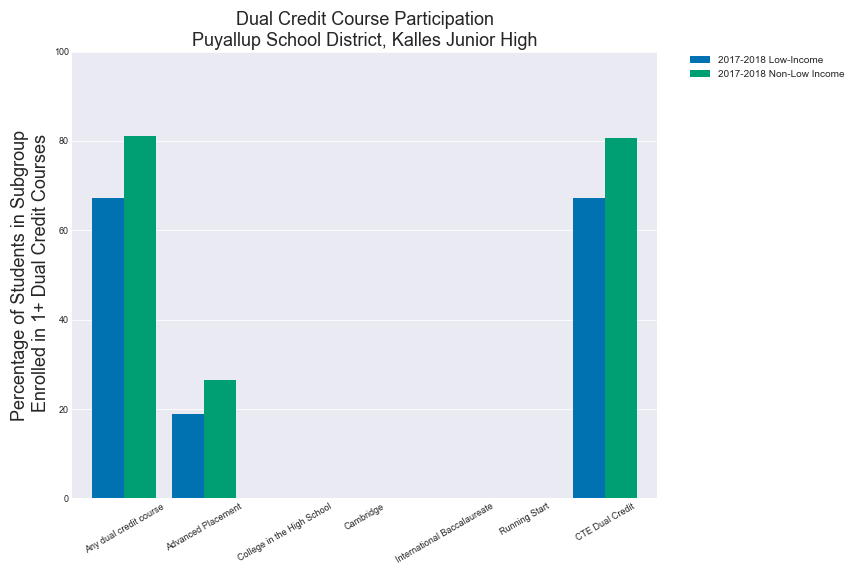 Dual Credit Course Participation
Puyallup School District, Kalles Junior High
2017-2018 Low-Income
2017-2018 Non-Low Income
Percentage of Students in Subgroup
Enrolled in 1+ Dual Credit Courses
100
80
60
40
20
0
Any dual credit course
Advanced Placement
College in the High School
Cambridge
International Baccalaureate
Running Start
CTE Dual Credit